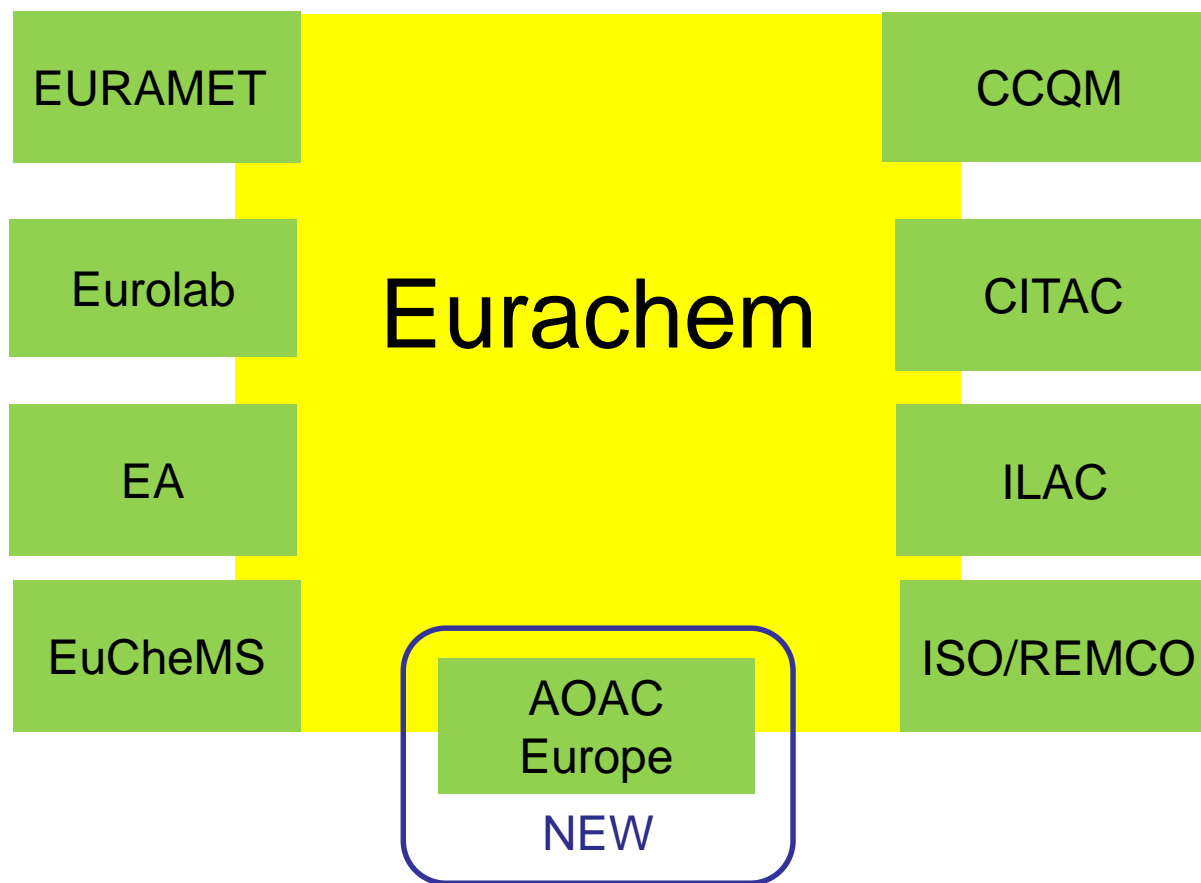 EURAMET
CCQM
Eurolab
Eurachem
CITAC
EA
ILAC
EuCheMS
ISO/REMCO
AOAC
Europe
NEW